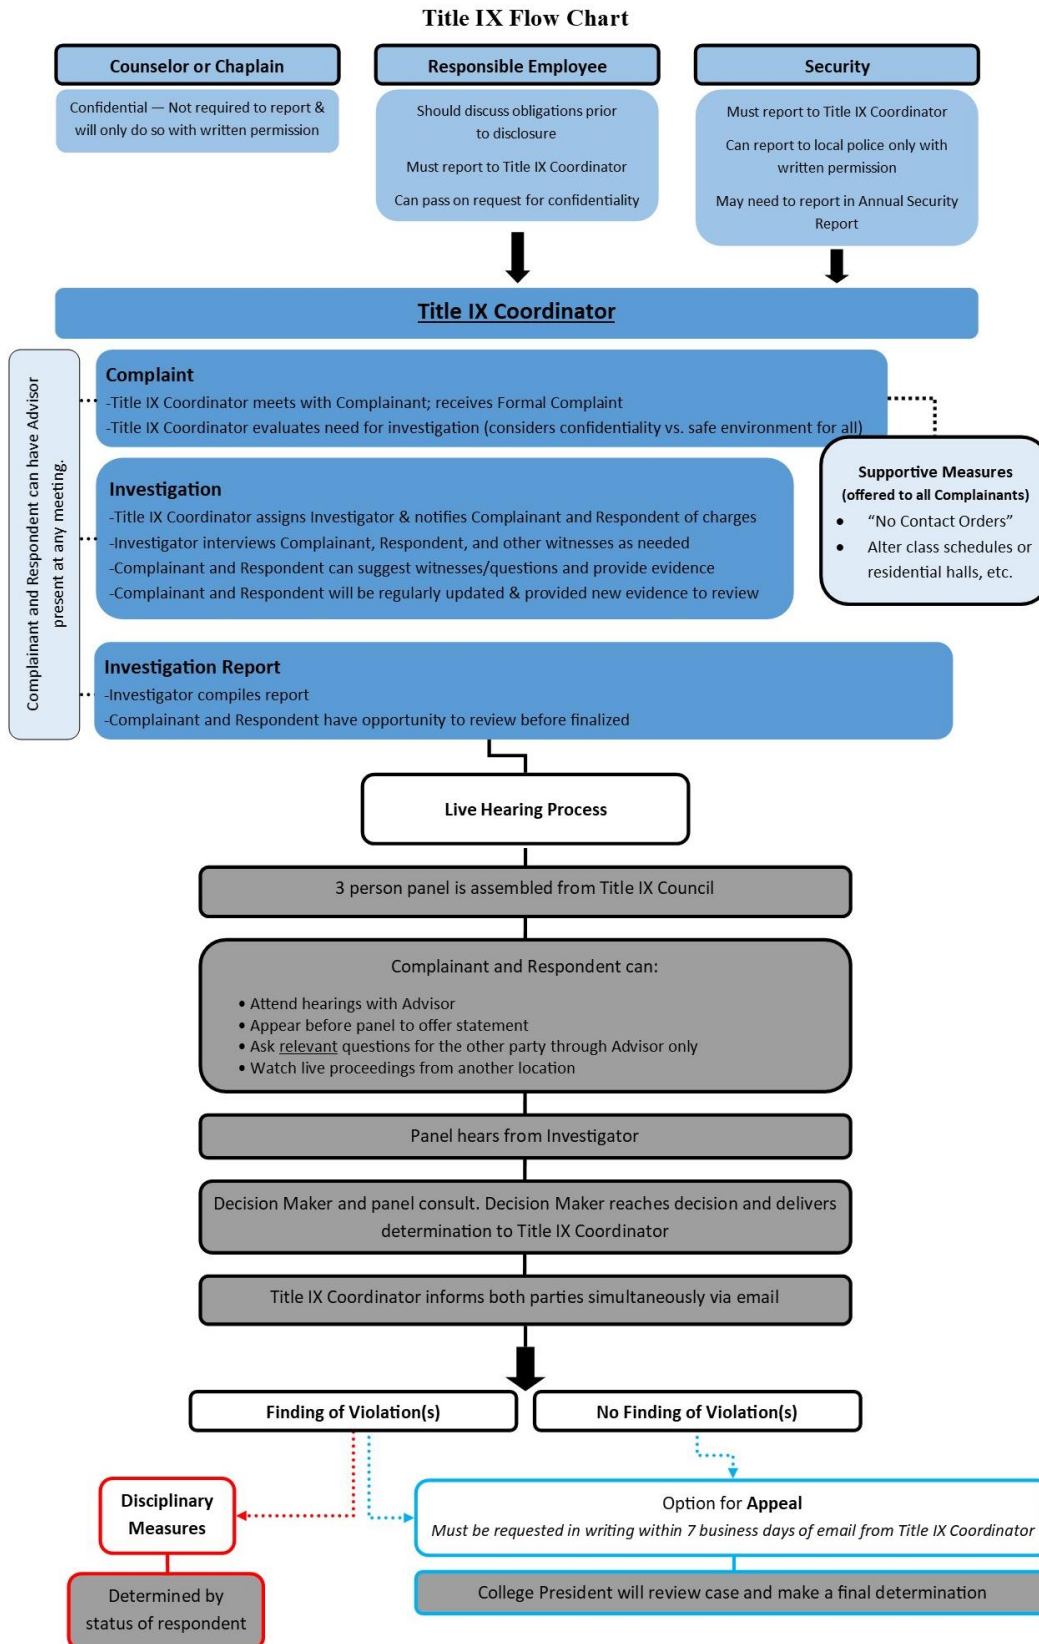 Title IX Flow Chart
Counselor or Chaplain
Confidential — Not required to report &
will only do so with written permission
Responsible Employee
Should discuss obligations prior
to disclosure
Must report to Title IX Coordinator
Can pass on request for confidentiality
Security
Must report to Title IX Coordinator
Can report to local police only with
written permission
May need to report in Annual Security
Report
Title IX Coordinator
Complainant and Respondent can have Advisor
present at any meeting.
Complaint
-Title IX Coordinator meets with Complainant; receives Formal Complaint
-Title IX Coordinator evaluates need for investigation (considers confidentiality vs. safe environment for all)
Supportive Measures
(offered to all Complainants)
• “No Contact Orders”
• Alter class schedules or
residential halls, etc.
Investigation
-Title IX Coordinator assigns Investigator & notifies Complainant and Respondent of charges
-Investigator interviews Complainant, Respondent, and other witnesses as needed
-Complainant and Respondent can suggest witnesses/questions and provide evidence
-Complainant and Respondent will be regularly updated & provided new evidence to review
Investigation Report
-Investigator compiles report
-Complainant and Respondent have opportunity to review before finalized
Live Hearing Process
3 person panel is assembled from Title IX Council
Complainant and Respondent can:
• Attend hearings with Advisor
• Appear before panel to offer statement
• Ask relevant questions for the other party through Advisor only
• Watch live proceedings from another location
Panel hears from Investigator
Decision Maker and panel consult. Decision Maker reaches decision and delivers
determination to Title IX Coordinator
Title IX Coordinator informs both parties simultaneously via email
Finding of Violation(s)
No Finding of Violation(s)
Disciplinary
Measures
Determined by
status of respondent
Option for Appeal
Must be requested in writing within 7 business days of email from Title IX Coordinator
College President will review case and make a final determination